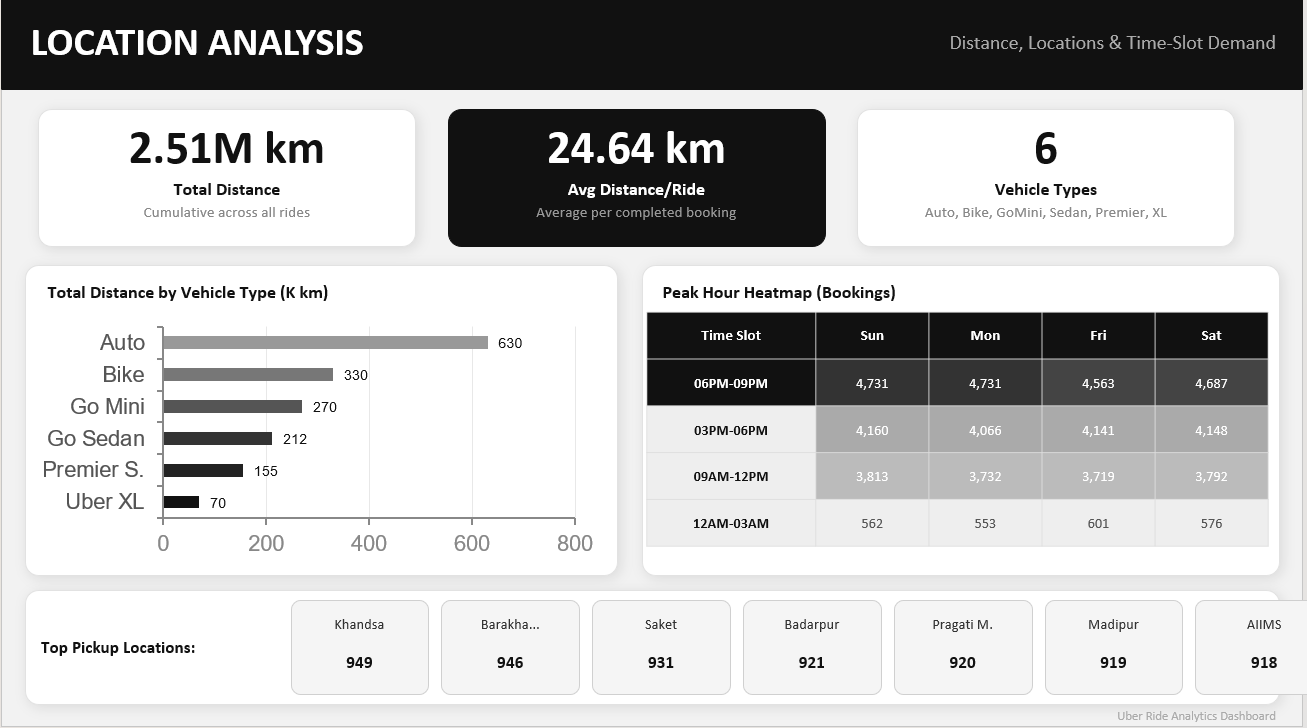 LOCATION ANALYSIS
Distance, Locations & Time-Slot Demand
2.51M km
Total Distance
Cumulative across all rides
24.64 km
Avg Distance/Ride
Average per completed booking
6
Vehicle Types
Auto, Bike, GoMini, Sedan, Premier, XL
Total Distance by Vehicle Type (K km)
Auto 630
Bike 330
Go Mini 270
Go Sedan 212
Premier S. 155
Uber XL 70
0 200 400 600 800
Peak Hour Heatmap (Bookings)
Time Slot Sun Mon Fri Sat
06PM-09PM 4,731 4,731 4,563 4,687
03PM-06PM 4,160 4,066 4,141 4,148
09AM-12PM 3,813 3,732 3,719 3,792
12AM-03AM 562 553 601 576
Top Pickup Locations:
Khandsa
949
Barakha...
946
Saket
931
Badarpur
921
Pragati M.
920
Madipur
919
AIIMS
918
Uber Ride Analytics Dashboard